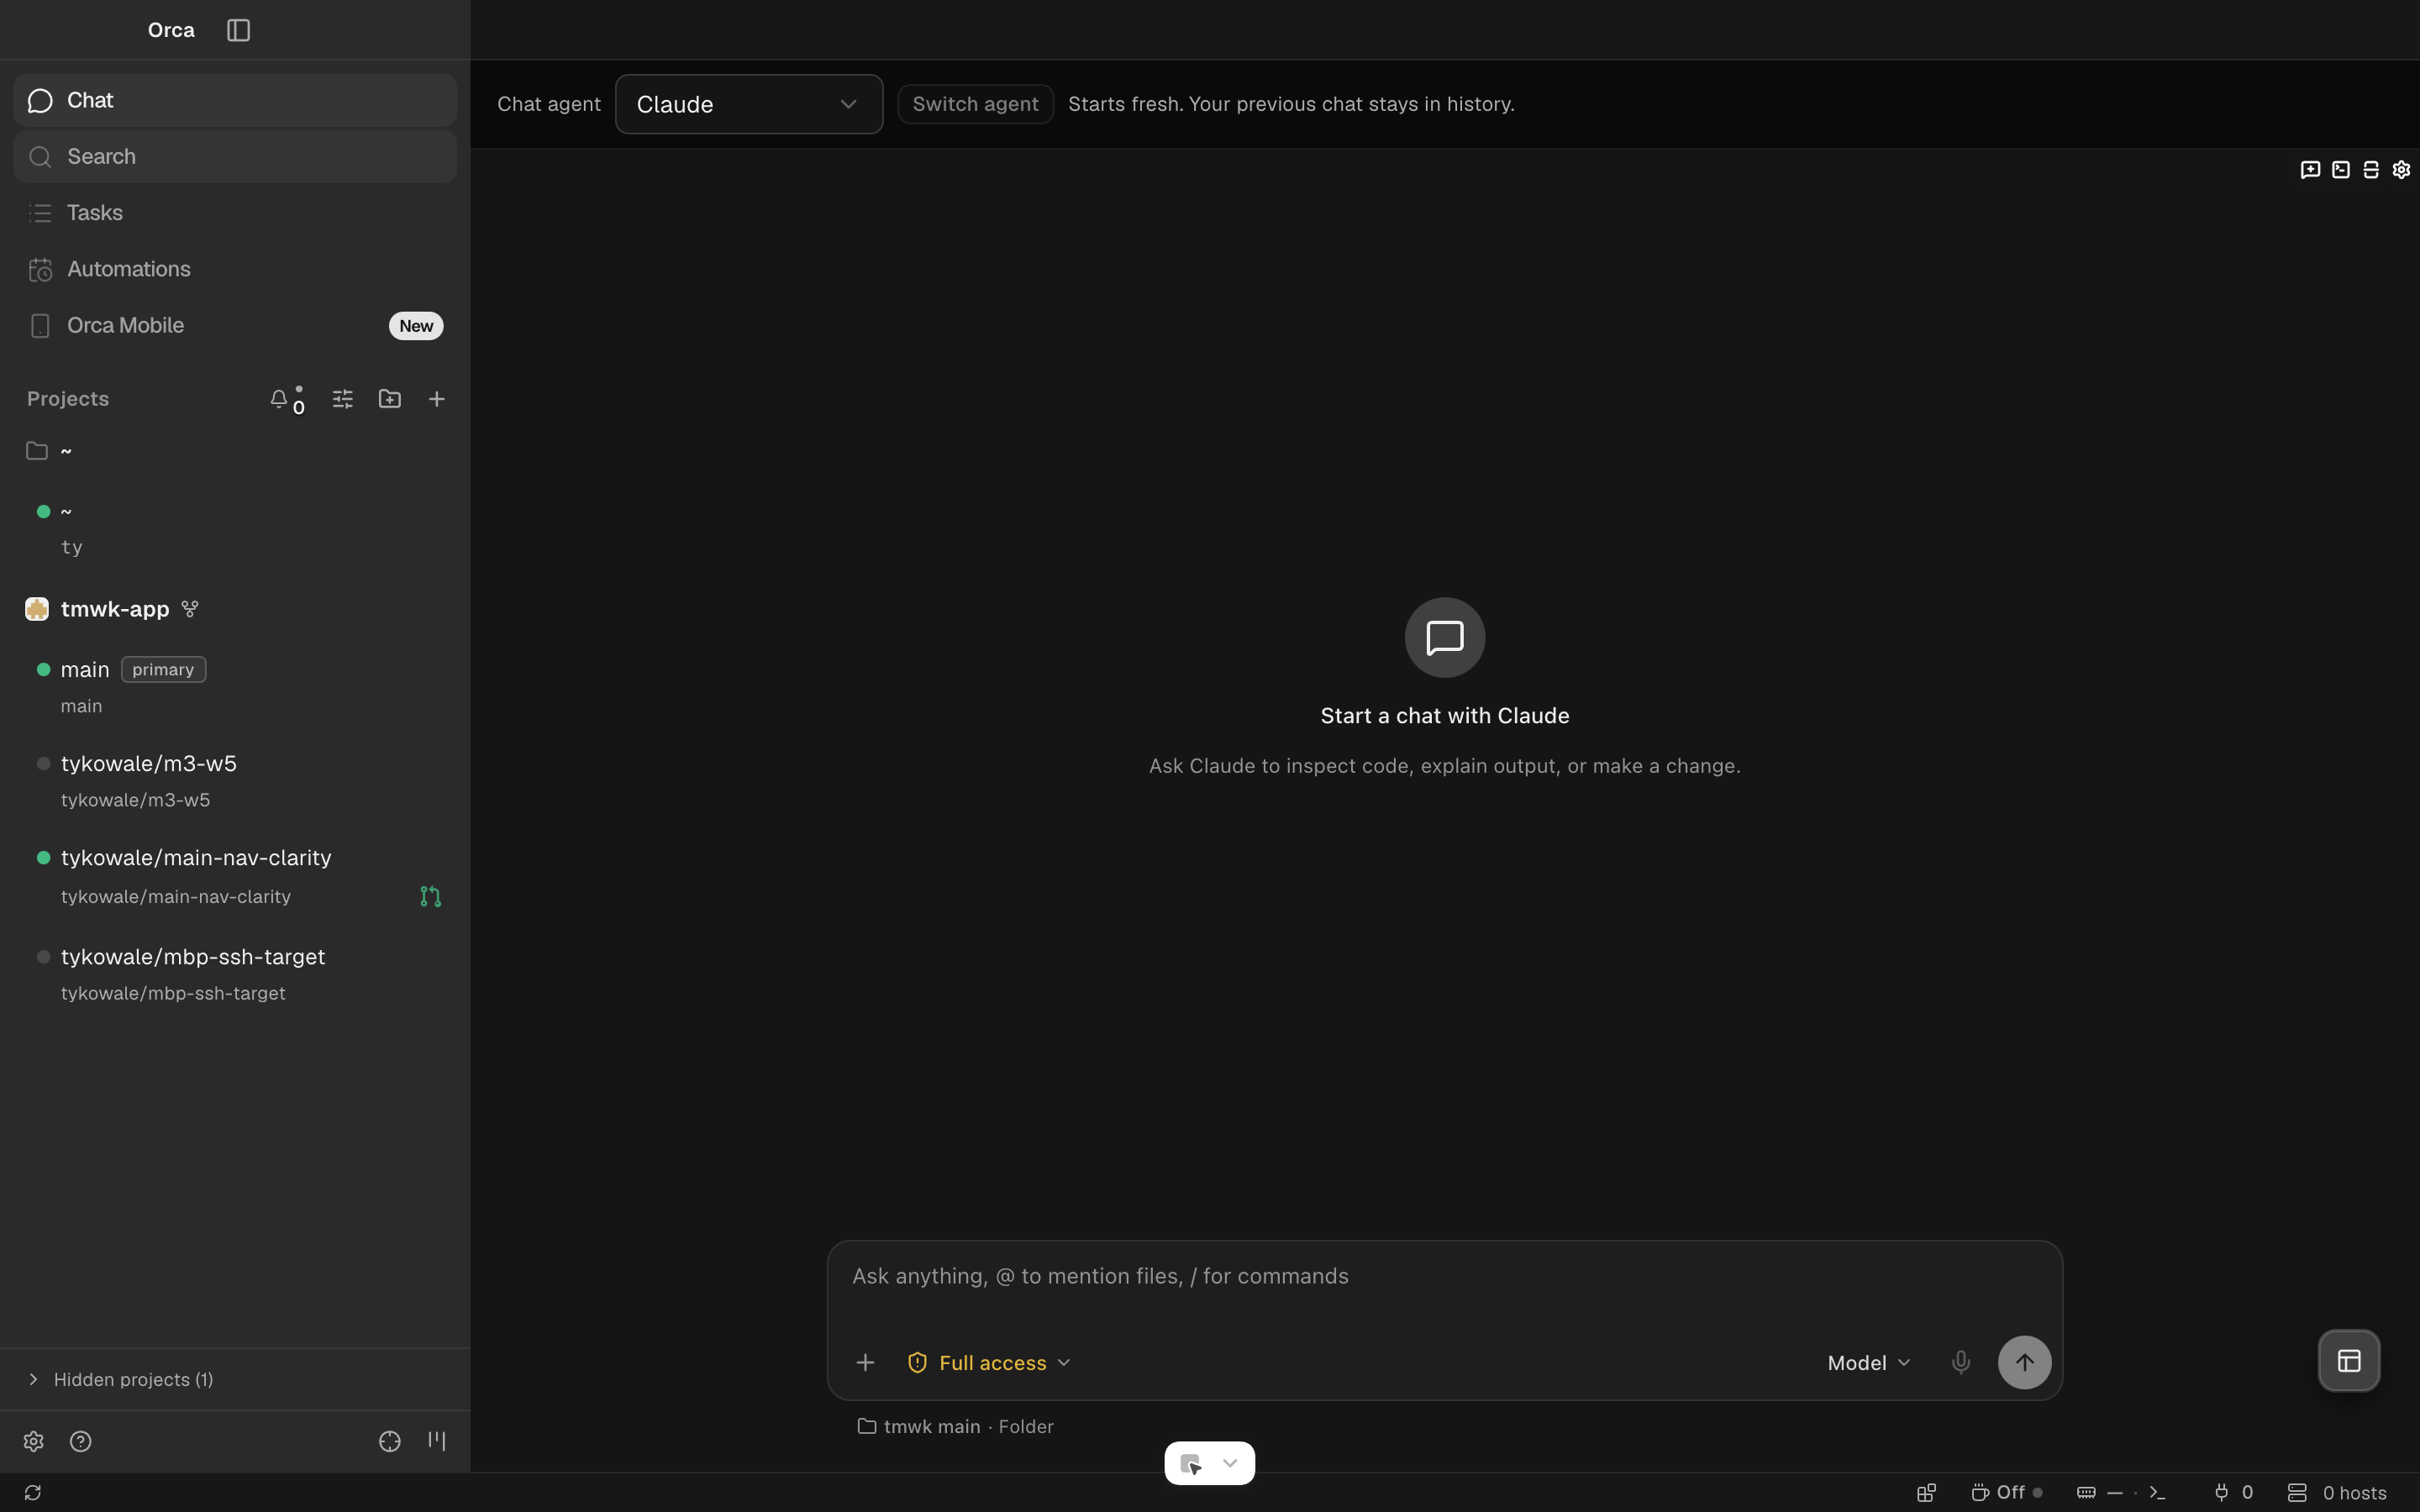 Orca
Chat
Search
Tasks
Automations
Orca Mobile New
Projects 0
~
~
ty
tmwk-app
main primary
main
tykowale/m3-w5
tykowale/m3-w5
tykowale/main-nav-clarity
tykowale/main-nav-clarity
tykowale/mbp-ssh-target
tykowale/mbp-ssh-target
Hidden projects (1)
Chat agent Claude Switch agent Starts fresh. Your previous chat stays in history.
Start a chat with Claude
Ask Claude to inspect code, explain output, or make a change.
Ask anything, @ to mention files, / for commands
Full access Model
tmwk main · Folder
Off — · 0 0 hosts